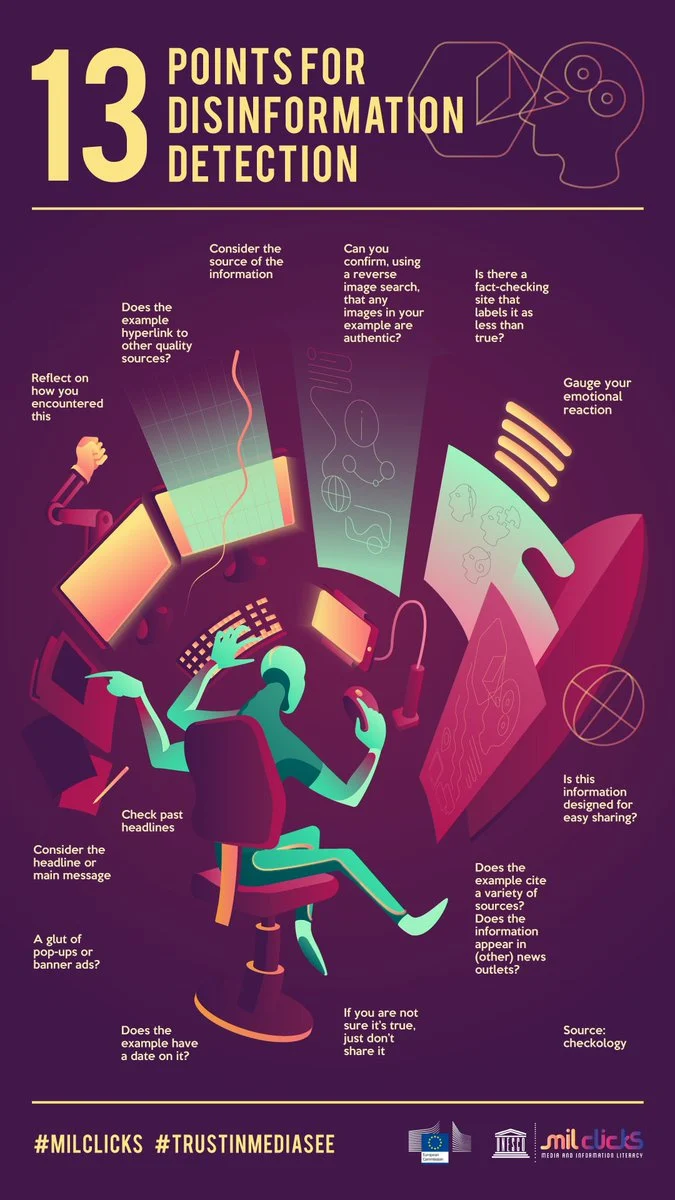 13 POINTS FOR
DISINFORMATION
DETECTION
Consider the
source of the
information
Can you
confirm, using
a reverse
image search,
that any
images in your
example are
authentic?
Is there a
fact-checking
site that
labels it as
less than
true?
Does the
example
hyperlink to
other quality
sources?
Reflect on
how you
encountered
this
Gauge your
emotional
reaction
i
Is this
information
designed for
easy sharing?
Check past
headlines
Consider the
headline or
main message
Does the
example cite
a variety of
sources?
Does the
information
appear in
(other) news
outlets?
A glut of
pop-ups or
banner ads?
Does the
example have
a date on it?
If you are not
sure it's true,
just don't
share it
Source:
checkology
#MILCLICKS #TRUSTINMEDIASEE
European
Commission
UNESCO
mil clicks
MEDIA AND INFORMATION LITERACY